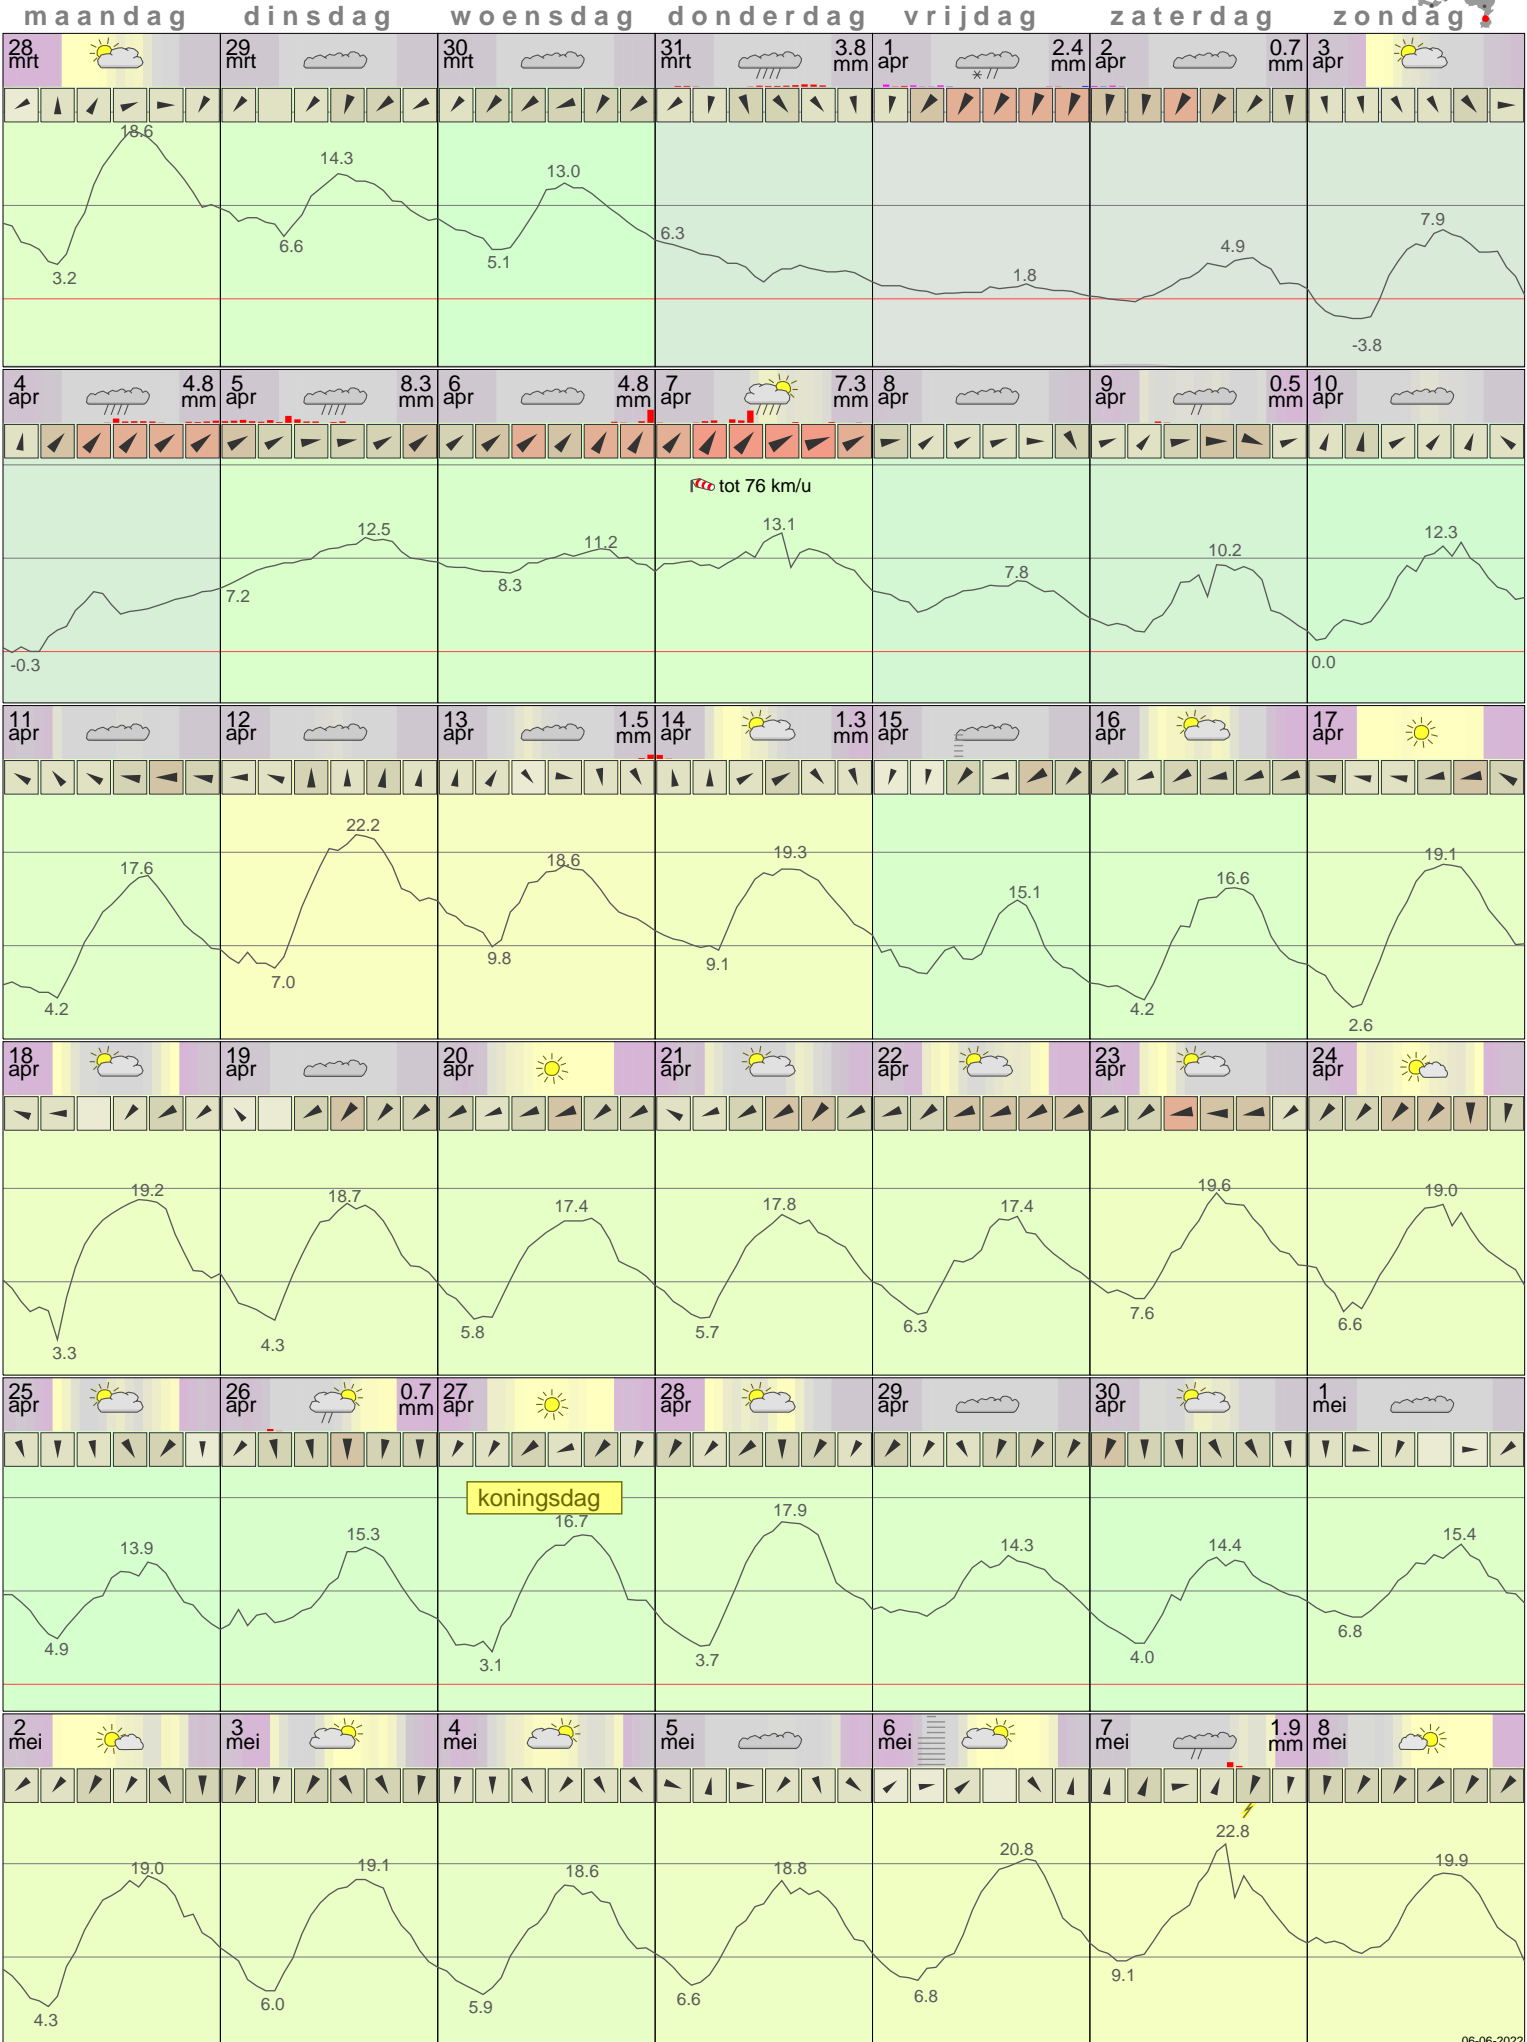 maandag dinsdag woensdag donderdag vrijdag zaterdag zondag
28 mrt 29 mrt 30 mrt 31 mrt 3.8 mm 1 apr 2.4 mm 2 apr 0.7 mm 3 apr
18.6 14.3 13.0 6.3 1.8 4.9 7.9
3.2 6.6 5.1 -3.8
4 apr 4.8 mm 5 apr 8.3 mm 6 apr 4.8 mm 7 apr 7.3 mm 8 apr 9 apr 0.5 mm 10 apr
tot 76 km/u
12.5 11.2 13.1 7.8 10.2 12.3
-0.3 7.2 8.3 0.0
11 apr 12 apr 13 apr 1.5 mm 14 apr 1.3 mm 15 apr 16 apr 17 apr
17.6 22.2 18.6 19.3 15.1 16.6 19.1
4.2 7.0 9.8 9.1 4.2 2.6
18 apr 19 apr 20 apr 21 apr 22 apr 23 apr 24 apr
19.2 18.7 17.4 17.8 17.4 19.6 19.0
3.3 4.3 5.8 5.7 6.3 7.6 6.6
25 apr 26 apr 0.7 mm 27 apr 28 apr 29 apr 30 apr 1 mei
koningsdag
13.9 15.3 16.7 17.9 14.3 14.4 15.4
4.9 3.1 3.7 4.0 6.8
2 mei 3 mei 4 mei 5 mei 6 mei 7 mei 1.9 mm 8 mei
19.0 19.1 18.6 18.8 20.8 22.8 19.9
4.3 6.0 5.9 6.6 6.8 9.1
06-06-2022